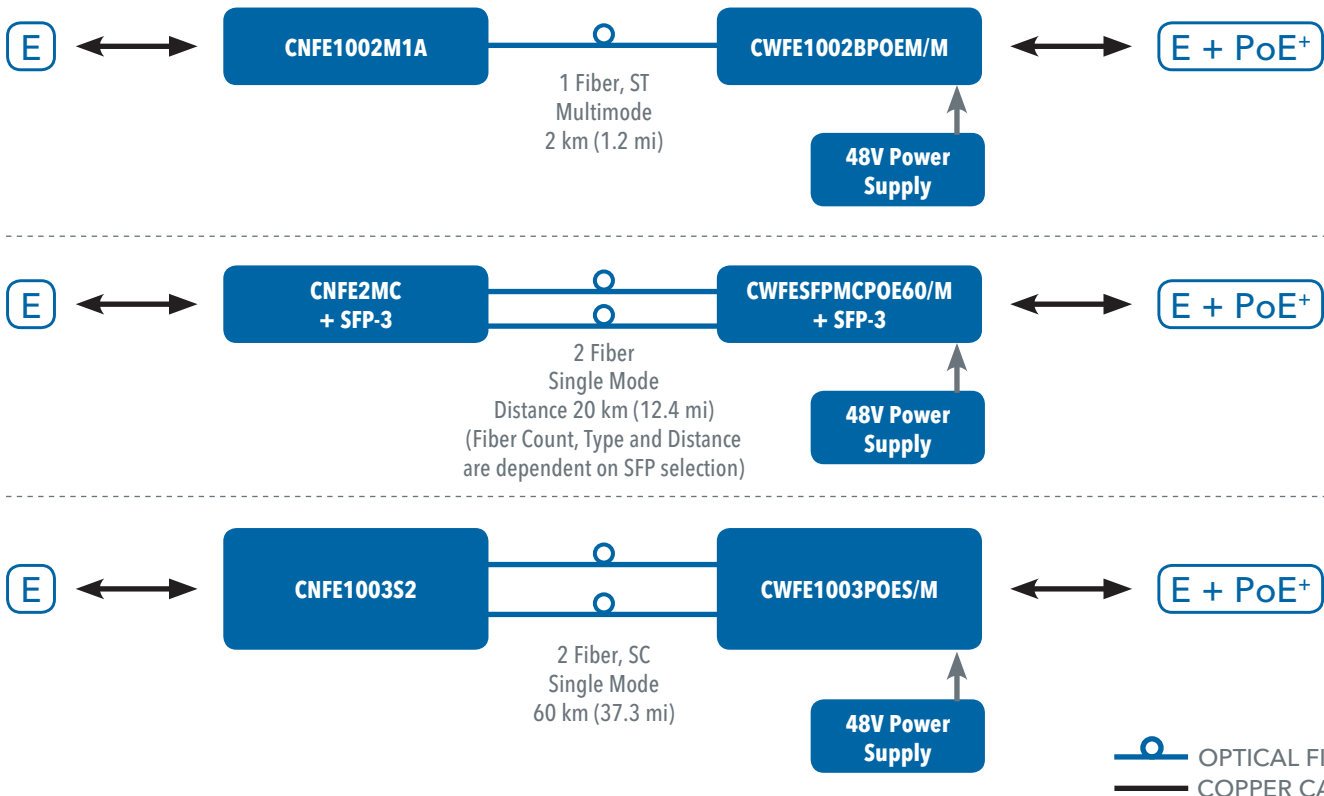 E
CNFE1002M1A
CWFE1002BPOEM/M
E + PoE+
1 Fiber, ST
Multimode
2 km (1.2 mi)
48V Power
Supply
E
CNFE2MC
+ SFP-3
CWFESFPMCPOE60/M
+ SFP-3
E + PoE+
2 Fiber
Single Mode
Distance 20 km (12.4 mi)
(Fiber Count, Type and Distance
are dependent on SFP selection)
48V Power
Supply
E
CNFE1003S2
CWFE1003POES/M
E + PoE+
2 Fiber, SC
Single Mode
60 km (37.3 mi)
48V Power
Supply
OPTICAL
COPPER